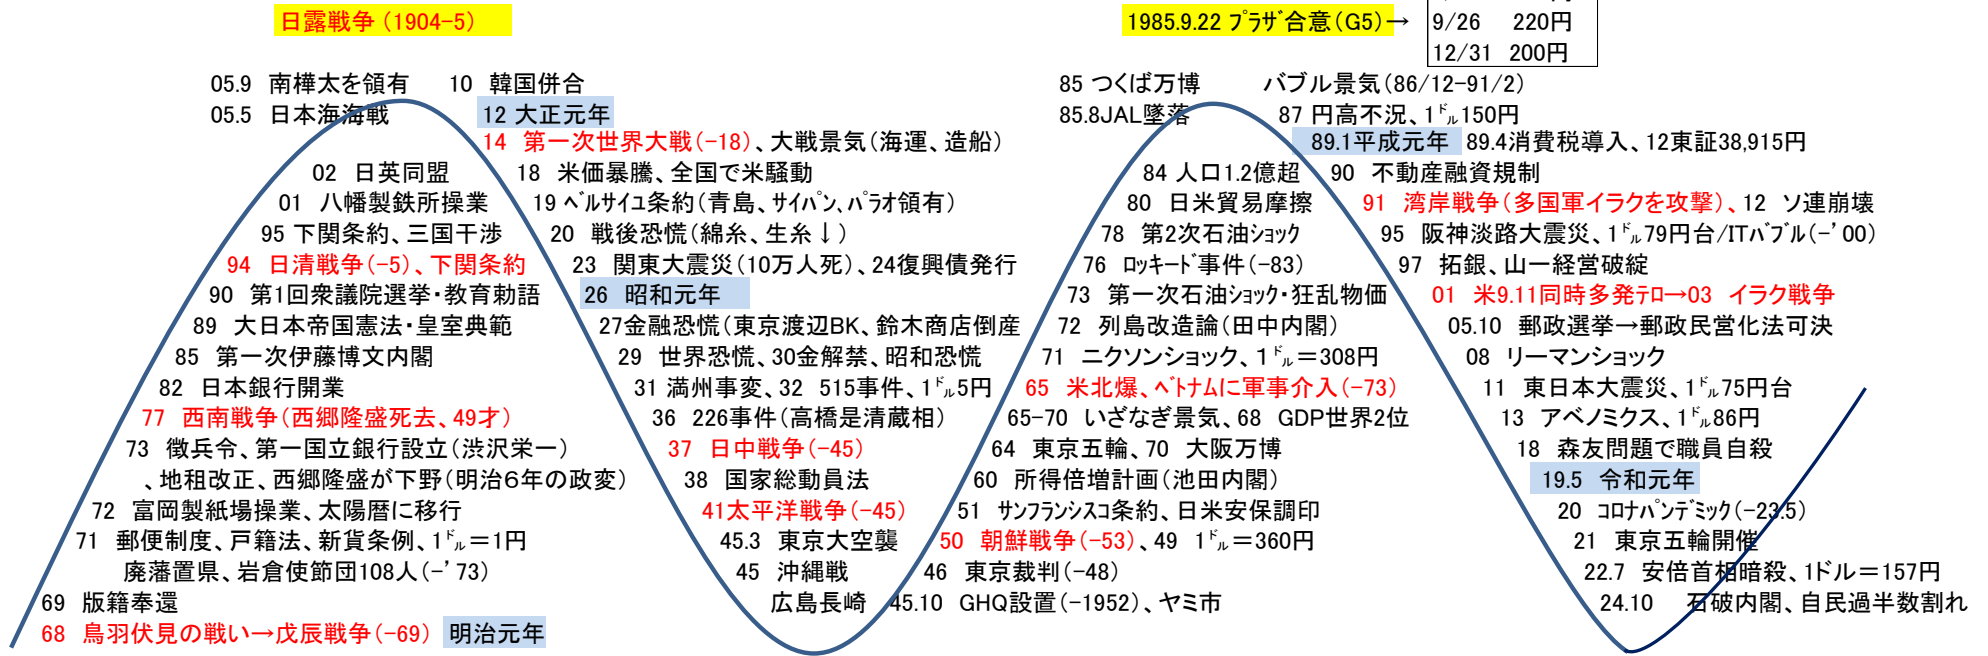 日露戦争（1904-5）
05.9 南樺太を領有 10 韓国併合
05.5 日本海海戦 12 大正元年
14 第一次世界大戦（-18）、大戦景気（海運、造船）
02 日英同盟 18 米価暴騰、全国で米騒動
01 八幡製鉄所操業 19 ﾍﾞﾙｻｲﾕ条約（青島、ｻｲﾊﾟﾝ、ﾊﾟﾗｵ領有）
95 下関条約、三国干渉 20 戦後恐慌（綿糸、生糸↓）
94 日清戦争（-5）、下関条約 23 関東大震災（10万人死）、24復興債発行
90 第1回衆議院選挙・教育勅語 26 昭和元年
89 大日本帝国憲法・皇室典範 27金融恐慌（東京渡辺BK、鈴木商店倒産
85 第一次伊藤博文内閣 29 世界恐慌、30金解禁、昭和恐慌
82 日本銀行開業 31 満州事変、32 515事件、1㌦5円
77 西南戦争（西郷隆盛死去、49才） 36 226事件（高橋是清蔵相）
73 徴兵令、第一国立銀行設立（渋沢栄一） 37 日中戦争（-45）
、地租改正、西郷隆盛が下野（明治６年の政変） 38 国家総動員法
72 富岡製紙場操業、太陽暦に移行 41太平洋戦争（-45）
71 郵便制度、戸籍法、新貨条例、1㌦＝1円 45.3 東京大空襲
廃藩置県、岩倉使節団108人（-’73） 45 沖縄戦
69 版籍奉還 広島長崎
68 鳥羽伏見の戦い→戊辰戦争（-69） 明治元年
1985.9.22 ﾌﾟﾗｻﾞ合意（G5）→
9/26 220円
12/31 200円
85 つくば万博 バブル景気（86/12-91/2）
85.8JAL墜落 87 円高不況、1㌦150円
89.1平成元年 89.4消費税導入、12東証38,915円
84 人口1.2億超 90 不動産融資規制
80 日米貿易摩擦 91 湾岸戦争（多国軍イラクを攻撃）、12 ソ連崩壊
78 第2次石油ｼｮｯｸ 95 阪神淡路大震災、1㌦79円台/ITﾊﾞﾌﾞﾙ（-’00）
76 ﾛｯｷｰﾄﾞ事件（-83） 97 拓銀、山一経営破綻
73 第一次石油ｼｮｯｸ・狂乱物価 01 米9.11同時多発ﾃﾛ→03 イラク戦争
72 列島改造論（田中内閣） 05.10 郵政選挙→郵政民営化法可決
71 ニクソンショック、１㌦＝308円 08 リーマンショック
65 米北爆、ﾍﾞﾄﾅﾑに軍事介入（-73） 11 東日本大震災、1㌦75円台
65-70 いざなぎ景気、68 GDP世界2位 13 アベノミクス、1㌦86円
64 東京五輪、70 大阪万博 18 森友問題で職員自殺
60 所得倍増計画（池田内閣） 19.5 令和元年
51 ｻﾝﾌﾗﾝｼｽｺ条約、日米安保調印 20 ｺﾛﾅﾊﾟﾝﾃﾞﾐｯｸ（-23.5）
50 朝鮮戦争（-53）、49 1㌦＝360円 21 東京五輪開催
46 東京裁判（-48） 22.7 安倍首相暗殺、1ドル＝157円
45.10 GHQ設置（-1952）、ヤミ市 24.10 石破内閣、自民過半数割れ